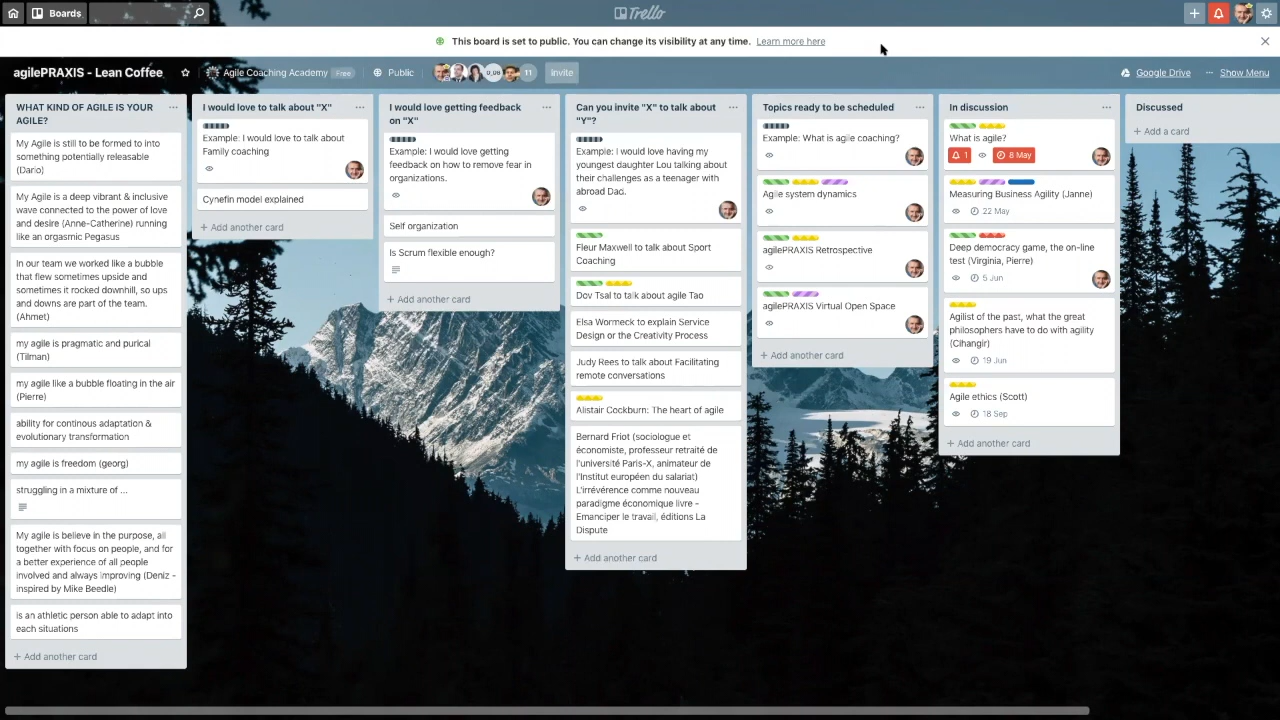 Boards
Trello
This board is set to public. You can change its visibility at any time. Learn more here
agilePRAXIS - Lean Coffee
Agile Coaching Academy Free
Public
11
Invite
Google Drive
Show Menu
WHAT KIND OF AGILE IS YOUR
AGILE?
My Agile is still to be formed to into
something potentially releasable
(Dario)
My Agile is a deep vibrant & inclusive
wave connected to the power of love
and desire (Anne-Catherine) running
like an orgasmic Pegasus
In our team we worked like a bubble
that flew sometimes upside and
sometimes it rocked downhill, so ups
and downs are part of the team.
(Ahmet)
my agile is pragmatic and purical
(Tilman)
my agile like a bubble floating in the air
(Pierre)
ability for continous adaptation &
evolutionary transformation
my agile is freedom (georg)
struggling in a mixture of ...
My agile is believe in the purpose, all
together with focus on people, and for
a better experience of all people
involved and always improving (Deniz -
inspired by Mike Beedle)
is an athletic person able to adapt into
each situations
+ Add another card
I would love to talk about "X"
Example: I would love to talk about
Family coaching
Cynefin model explained
+ Add another card
I would love getting feedback
on "X"
Example: I would love getting
feedback on how to remove fear in
organizations.
Self organization
Is Scrum flexible enough?
+ Add another card
Can you invite "X" to talk about
"Y"?
Example: I would love having my
youngest daughter Lou talking about
their challenges as a teenager with
abroad Dad.
Fleur Maxwell to talk about Sport
Coaching
Dov Tsal to talk about agile Tao
Elsa Wormeck to explain Service
Design or the Creativity Process
Judy Rees to talk about Facilitating
remote conversations
Alistair Cockburn: The heart of agile
Bernard Friot (sociologue et
économiste, professeur retraité de
l'université Paris-X, animateur de
l'Institut européen du salariat)
L'irrévérence comme nouveau
paradigme économique livre -
Emanciper le travail, éditions La
Dispute
+ Add another card
Topics ready to be scheduled
Example: What is agile coaching?
Agile system dynamics
agilePRAXIS Retrospective
agilePRAXIS Virtual Open Space
+ Add another card
In discussion
What is agile?
1
8 May
Measuring Business Agility (Janne)
22 May
Deep democracy game, the on-line
test (Virginia, Pierre)
5 Jun
Agilist of the past, what the great
philosophers have to do with agility
(Cihangir)
19 Jun
Agile ethics (Scott)
18 Sep
+ Add another card
Discussed
+ Add a card